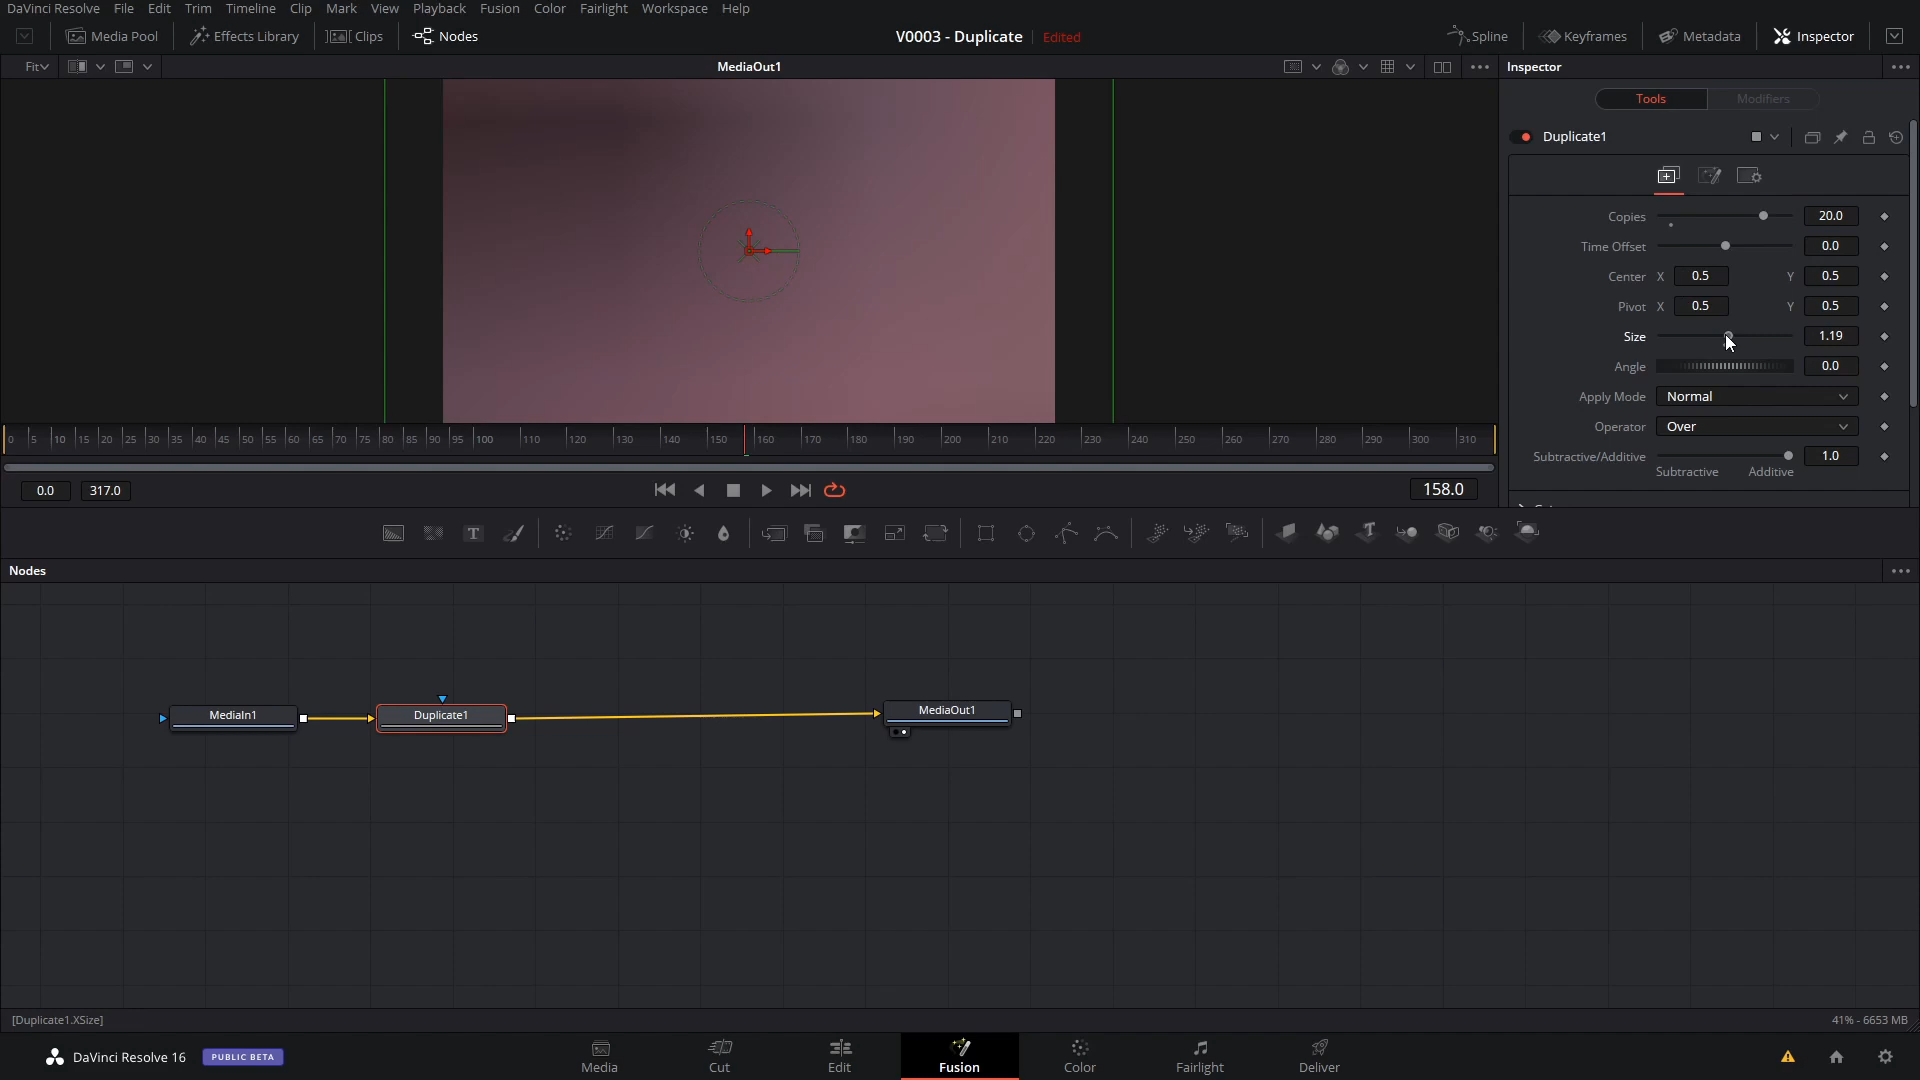 DaVinci Resolve File Edit Trim Timeline Clip Mark View Playback Fusion Color Fairlight Workspace Help
Media Pool Effects Library Clips Nodes V0003 - Duplicate Edited Spline Keyframes Metadata Inspector
Fit MediaOut1 Inspector
Tools Modifiers
Duplicate1
Copies 20.0
Time Offset 0.0
Center X 0.5 Y 0.5
Pivot X 0.5 Y 0.5
Size 1.19
Angle 0.0
Apply Mode Normal
Operator Over
Subtractive/Additive 1.0
Subtractive Additive
0 5 10 15 20 25 30 35 40 45 50 55 60 65 70 75 80 85 90 95 100 110 120 130 140 150 160 170 180 190 200 210 220 230 240 250 260 270 280 290 300 310
0.0 317.0 158.0
T T
Nodes
MediaIn1 Duplicate1 MediaOut1
[Duplicate1.XSize] 41% - 6653 MB
DaVinci Resolve 16 PUBLIC BETA
Media Cut Edit Fusion Color Fairlight Deliver